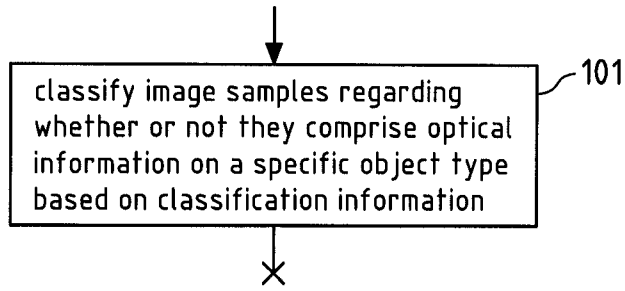 101
classify image samples regarding
whether or not they comprise optical
information on a specific object type
based on classification information